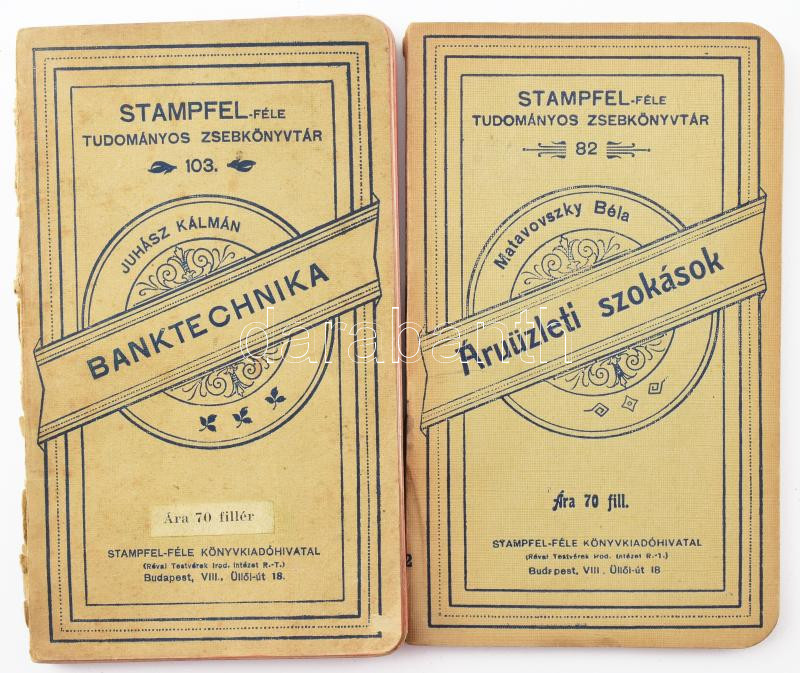 STAMPFEL-FÉLE
TUDOMÁNYOS ZSEBKÖNYVTÁR
103.
JUHÁSZ KÁLMÁN
BANKTECHNIKA
Ára 70 fillér
STAMPFEL-FÉLE KÖNYVKIADÓHIVATAL
(Révai Testvérek Irod. Intézet R.-T.)
Budapest, VIII., Üllői-út 18.
STAMPFEL-FÉLE
TUDOMÁNYOS ZSEBKÖNYVTÁR
82
Matavovszky Béla
Áruüzleti szokások
Ára 70 fill.
STAMPFEL-FÉLE KÖNYVKIADÓHIVATAL
(Révai Testvérek Irod. Intézet R.-T.)
Budapest, VIII. Üllői-út 18
2
darabanth